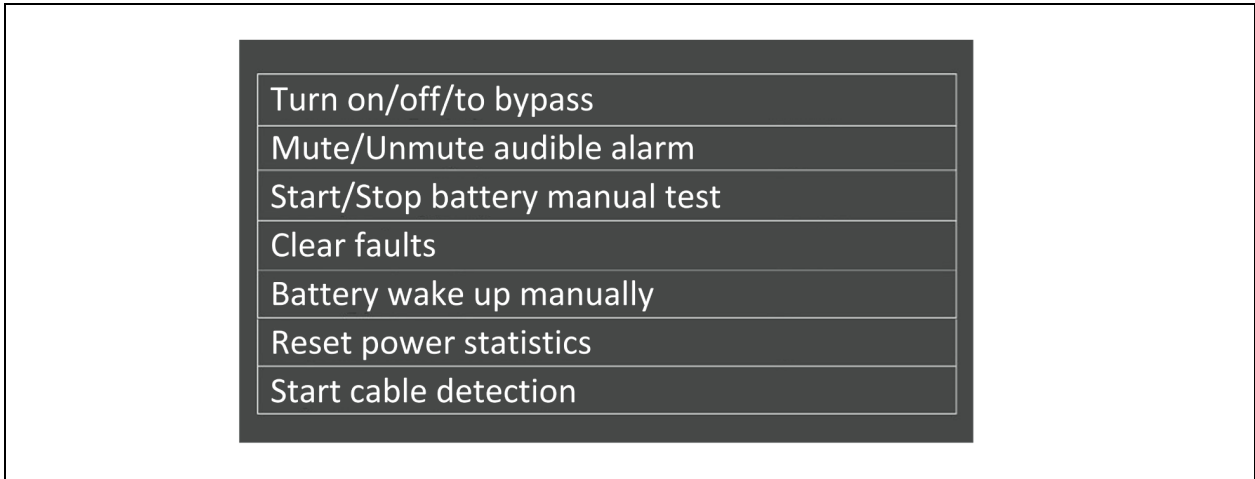 Turn on/off/to bypass
Mute/Unmute audible alarm
Start/Stop battery manual test
Clear faults
Battery wake up manually
Reset power statistics
Start cable detection